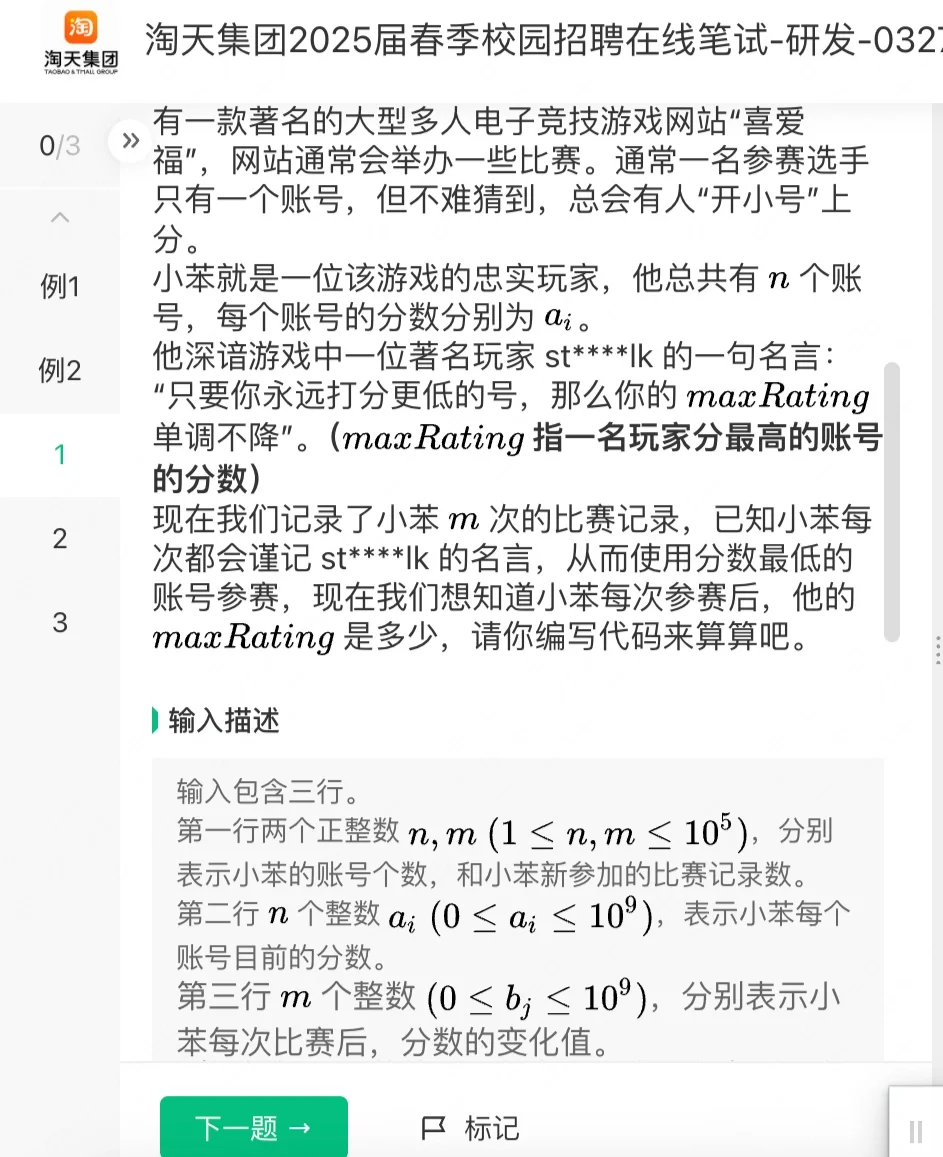 淘
淘天集团
TAOBAO & TMALL GROUP
淘天集团2025届春季校园招聘在线笔试-研发-0327
0/3
»
例1
例2
1
2
3
有一款著名的大型多人电子竞技游戏网站“喜爱
福”，网站通常会举办一些比赛。通常一名参赛选手
只有一个账号，但不难猜到，总会有人“开小号”上
分。
小苯就是一位该游戏的忠实玩家，他总共有 n 个账
号，每个账号的分数分别为 aᵢ。
他深谙游戏中一位著名玩家 st****lk 的一句名言：
“只要你永远打分更低的号，那么你的 maxRating
单调不降”。（maxRating 指一名玩家分最高的账号
的分数）
现在我们记录了小苯 m 次的比赛记录，已知小苯每
次都会谨记 st****lk 的名言，从而使用分数最低的
账号参赛，现在我们想知道小苯每次参赛后，他的
maxRating 是多少，请你编写代码来算算吧。
输入描述
输入包含三行。
第一行两个正整数 n, m (1 ≤ n, m ≤ 10⁵)，分别
表示小苯的账号个数，和小苯新参加的比赛记录数。
第二行 n 个整数 aᵢ (0 ≤ aᵢ ≤ 10⁹)，表示小苯每个
账号目前的分数。
第三行 m 个整数 (0 ≤ bⱼ ≤ 10⁹)，分别表示小
苯每次比赛后，分数的变化值。
下一题 →
标记